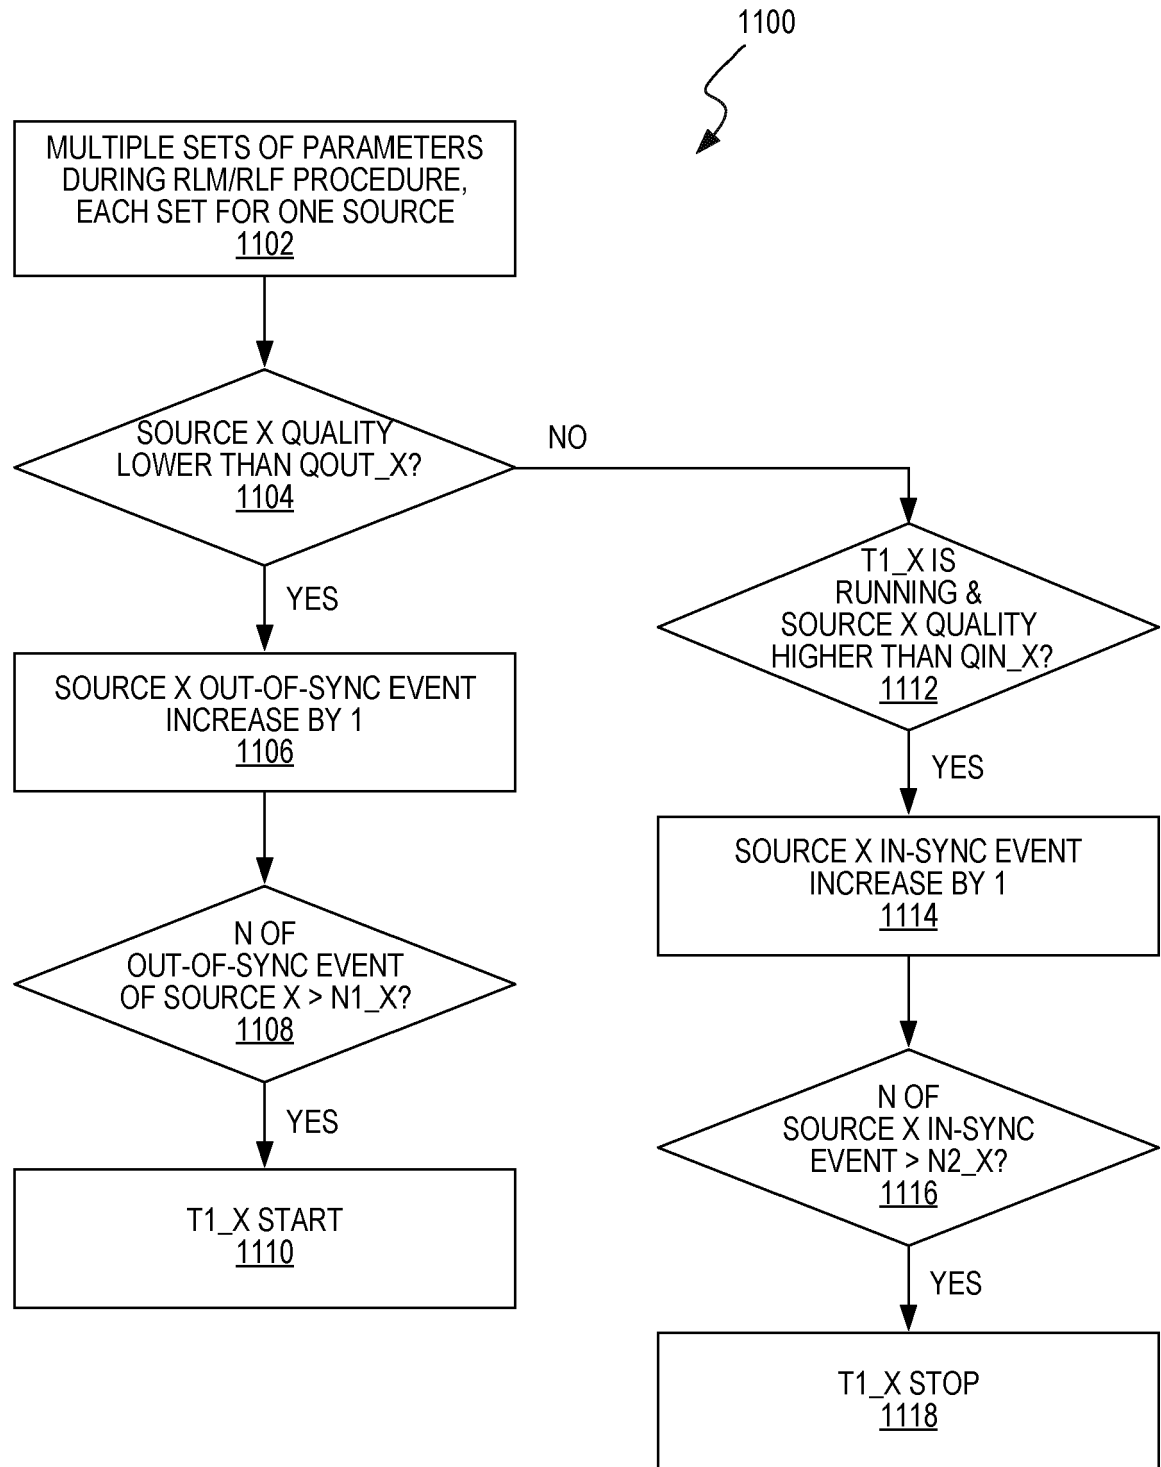 1100
MULTIPLE SETS OF PARAMETERS
DURING RLM/RLF PROCEDURE,
EACH SET FOR ONE SOURCE
1102
SOURCE X QUALITY
LOWER THAN QOUT_X?
1104
NO
YES
SOURCE X OUT-OF-SYNC EVENT
INCREASE BY 1
1106
N OF
OUT-OF-SYNC EVENT
OF SOURCE X > N1_X?
1108
YES
T1_X START
1110
T1_X IS
RUNNING &
SOURCE X QUALITY
HIGHER THAN QIN_X?
1112
YES
SOURCE X IN-SYNC EVENT
INCREASE BY 1
1114
N OF
SOURCE X IN-SYNC
EVENT > N2_X?
1116
YES
T1_X STOP
1118